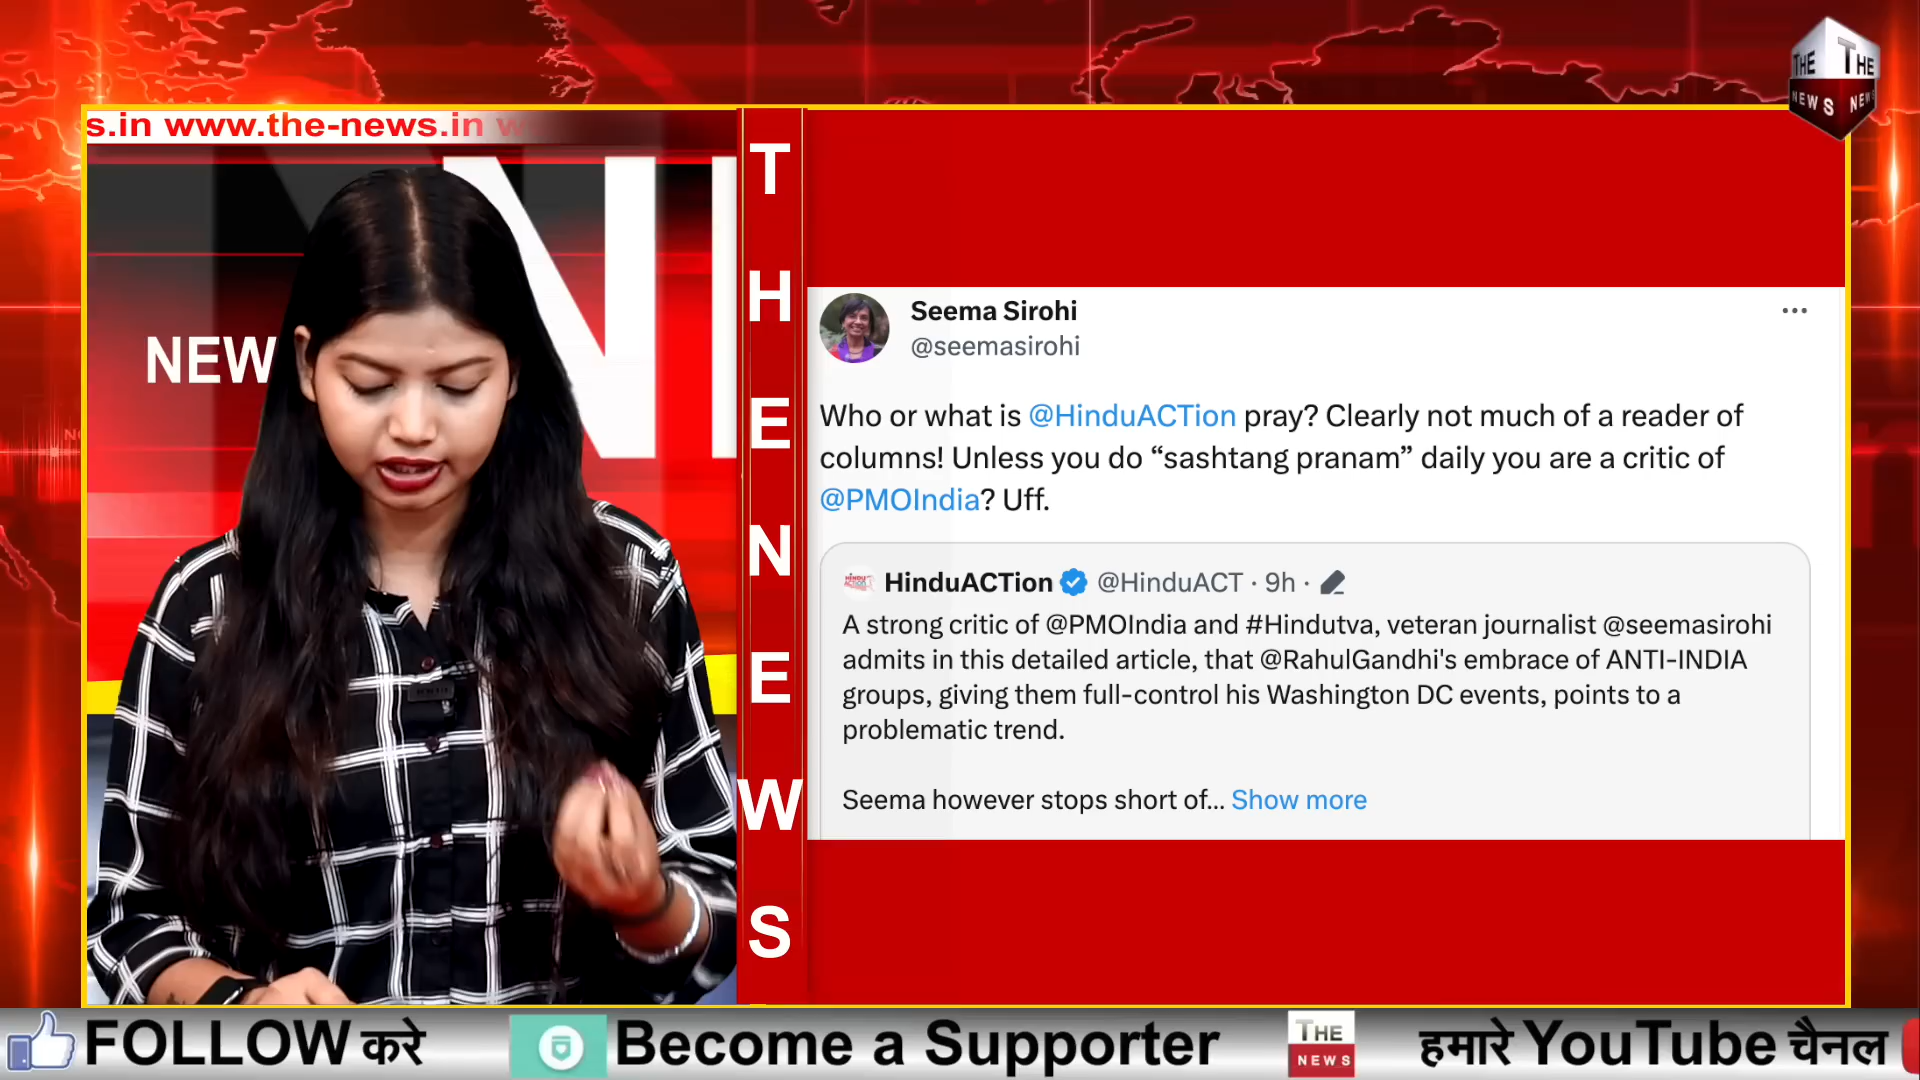 THE THE
NEWS NEWS
s.in www.the-news.in
NEW
T
H
E
N
E
W
S
Seema Sirohi
@seemasirohi
Who or what is @HinduACTion pray? Clearly not much of a reader of
columns! Unless you do “sashtang pranam” daily you are a critic of
@PMOIndia? Uff.
HinduACTion @HinduACT · 9h ·
A strong critic of @PMOIndia and #Hindutva, veteran journalist @seemasirohi
admits in this detailed article, that @RahulGandhi's embrace of ANTI-INDIA
groups, giving them full-control his Washington DC events, points to a
problematic trend.
Seema however stops short of... Show more
FOLLOW करे Become a Supporter THE NEWS हमारे YouTube चैनल